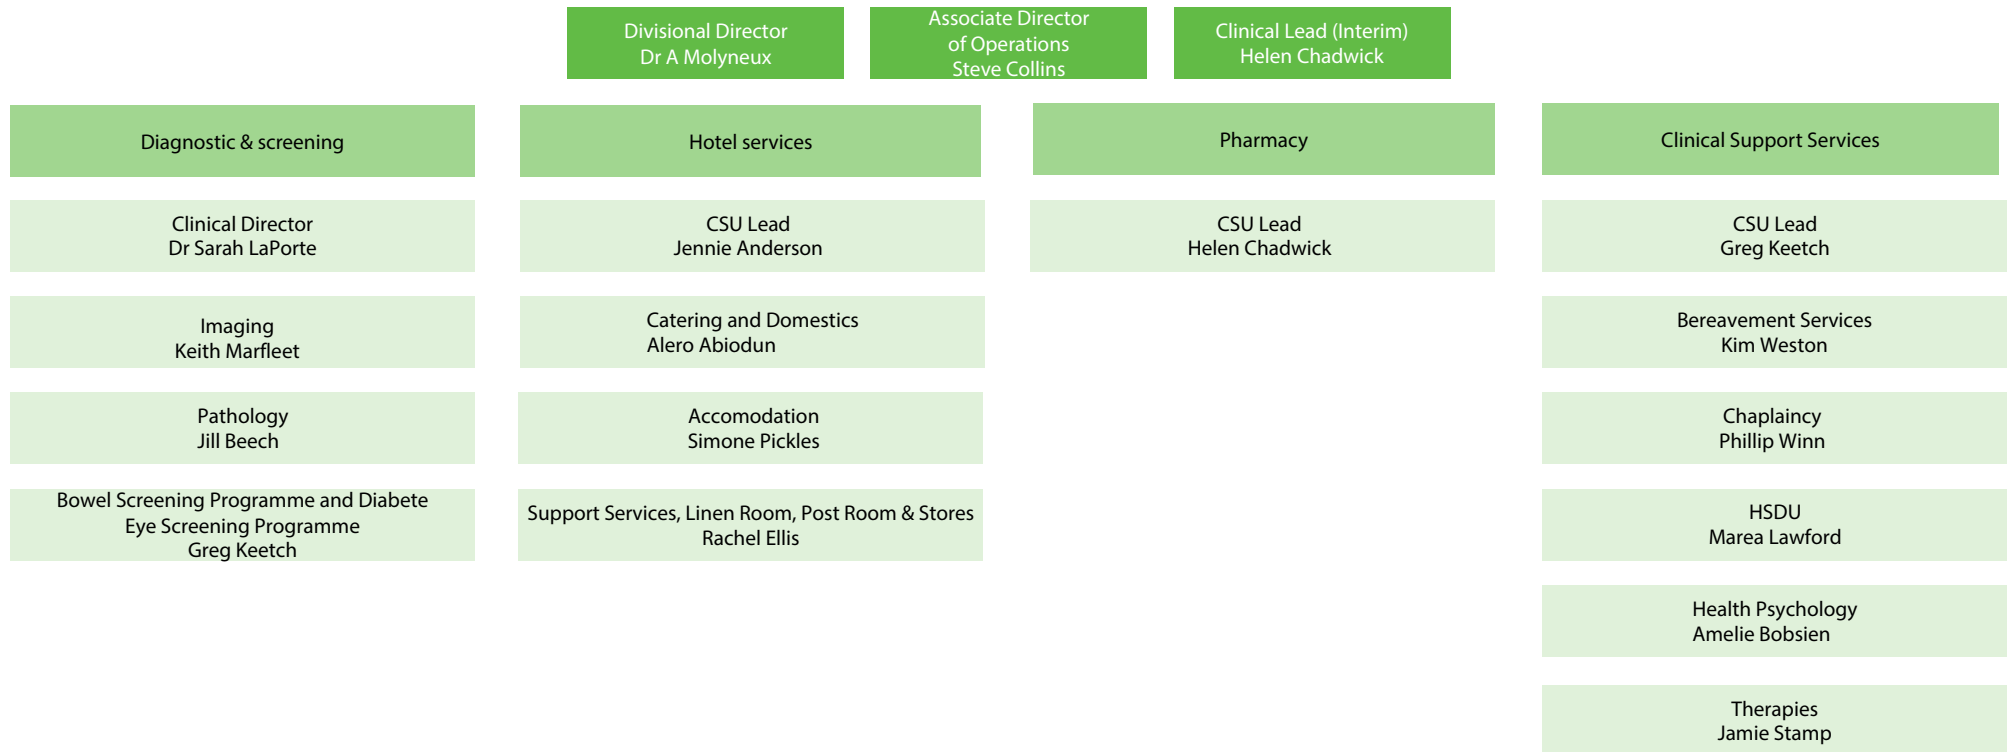 Divisional Director
Dr A Molyneux
Associate Director
of Operations
Steve Collins
Clinical Lead (Interim)
Helen Chadwick
Diagnostic & screening
Clinical Director
Dr Sarah LaPorte
Imaging
Keith Marfleet
Pathology
Jill Beech
Bowel Screening Programme and Diabete
Eye Screening Programme
Greg Keetch
Hotel services
CSU Lead
Jennie Anderson
Catering and Domestics
Alero Abiodun
Accomodation
Simone Pickles
Support Services, Linen Room, Post Room & Stores
Rachel Ellis
Pharmacy
CSU Lead
Helen Chadwick
Clinical Support Services
CSU Lead
Greg Keetch
Bereavement Services
Kim Weston
Chaplaincy
Phillip Winn
HSDU
Marea Lawford
Health Psychology
Amelie Bobsien
Therapies
Jamie Stamp